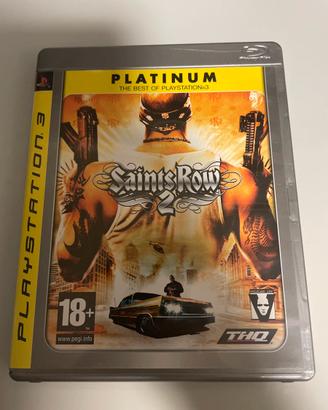 PLATINUM
THE BEST OF PLAYSTATION®3
PLAYSTATION 3
Saints Row
2
18+
www.pegi.info
THQ